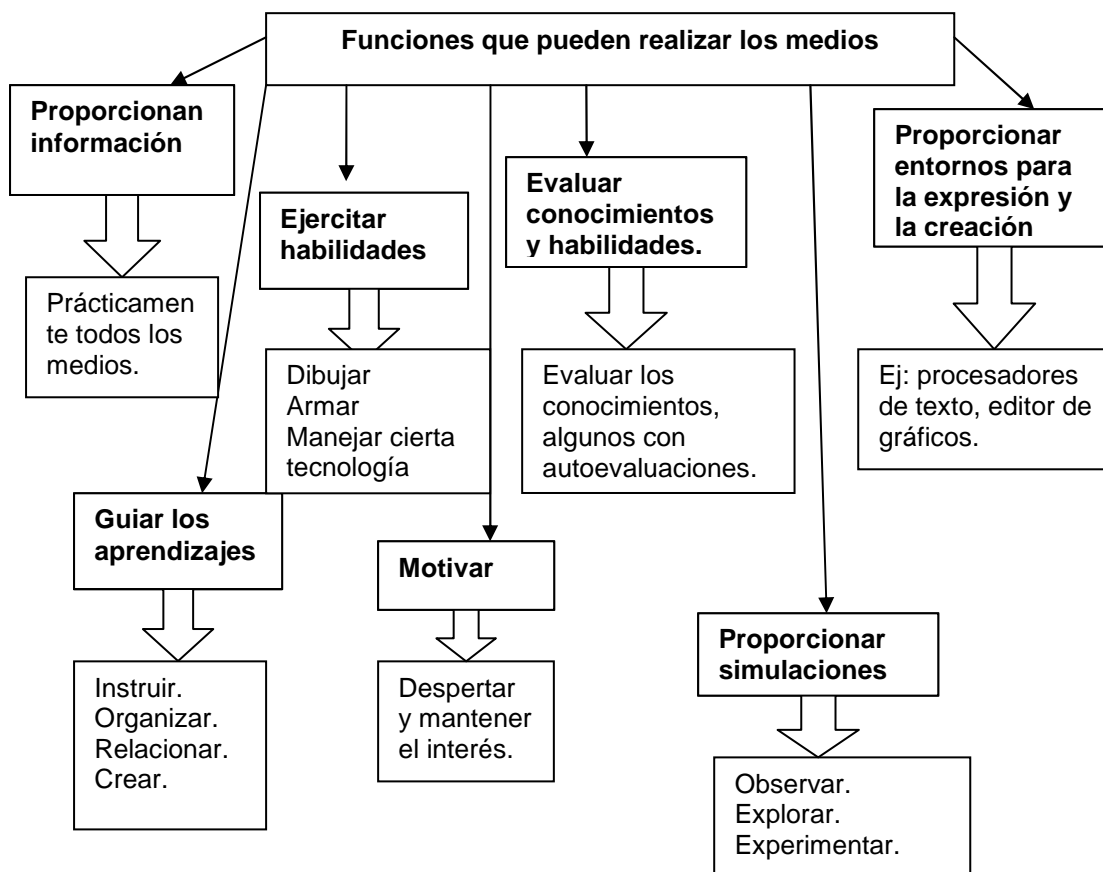 Funciones que pueden realizar los medios
Proporcionan
información
Prácticamen
te todos los
medios.
Ejercitar
habilidades
Dibujar
Armar
Manejar cierta
tecnología
Evaluar
conocimientos
y habilidades.
Evaluar los
conocimientos,
algunos con
autoevaluaciones.
Proporcionar
entornos para
la expresión y
la creación
Ej: procesadores
de texto, editor de
gráficos.
Guiar los
aprendizajes
Instruir.
Organizar.
Relacionar.
Crear.
Motivar
Despertar
y mantener
el interés.
Proporcionar
simulaciones
Observar.
Explorar.
Experimentar.